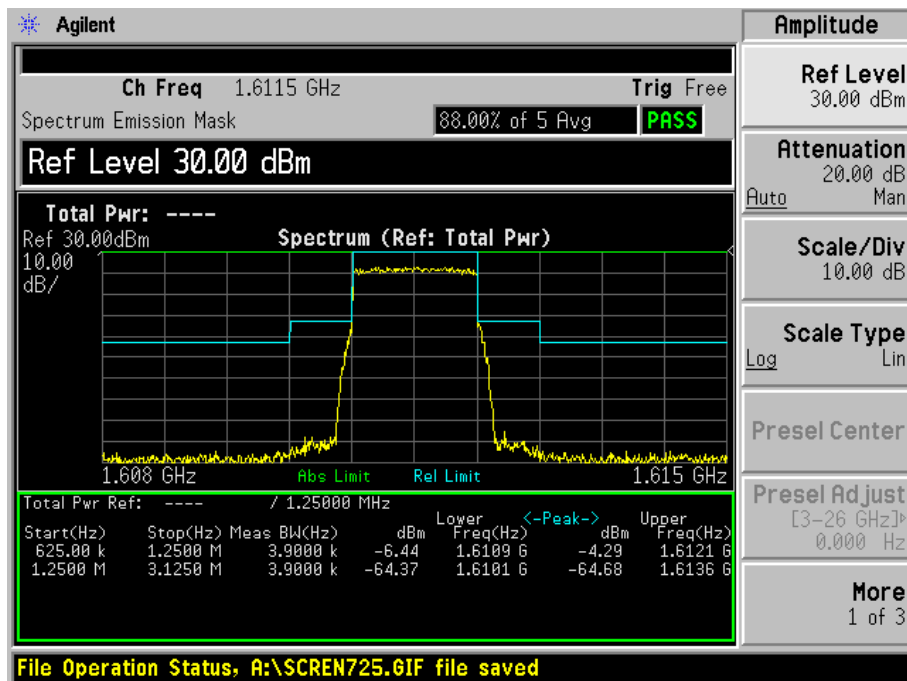 Agilent
Ch Freq 1.6115 GHz Trig Free
Spectrum Emission Mask 88.00% of 5 Avg PASS
Ref Level 30.00 dBm
Total Pwr: ----
Ref 30.00dBm Spectrum (Ref: Total Pwr)
10.00
dB/
1.608 GHz Abs Limit Rel Limit 1.615 GHz
Total Pwr Ref: ---- / 1.25000 MHz
Lower <-Peak-> Upper
Start(Hz) Stop(Hz) Meas BW(Hz) dBm Freq(Hz) dBm Freq(Hz)
625.00 k 1.2500 M 3.9000 k -6.44 1.6109 G -4.29 1.6121 G
1.2500 M 3.1250 M 3.9000 k -64.37 1.6101 G -64.68 1.6136 G
File Operation Status, A:\SCREN725.GIF file saved
Amplitude
Ref Level
30.00 dBm
Attenuation
20.00 dB
Auto Man
Scale/Div
10.00 dB
Scale Type
Log Lin
Presel Center
Presel Adjust
[3-26 GHz]
0.000 Hz
More
1 of 3